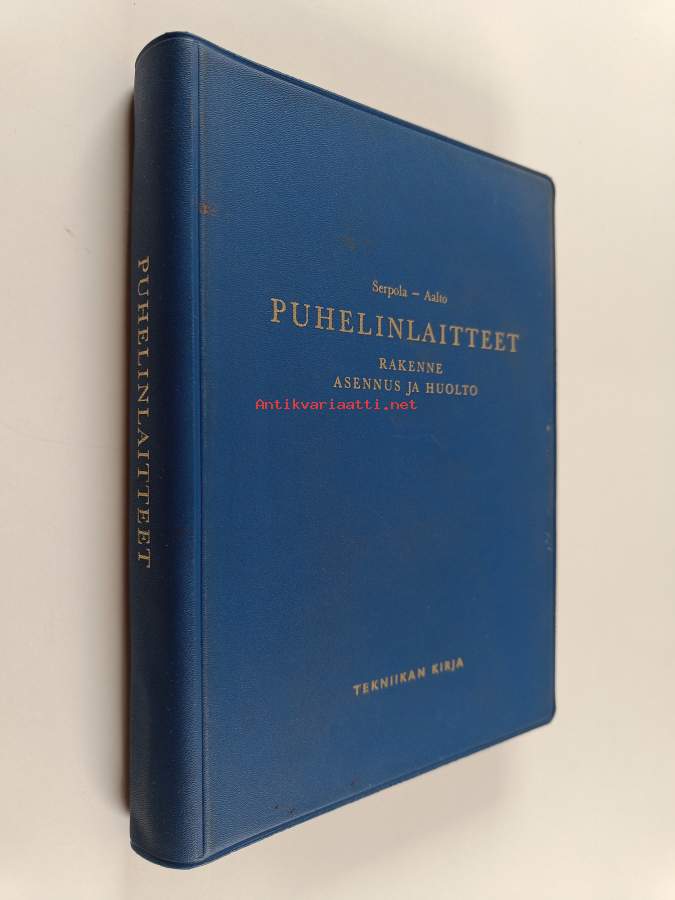 PUHELINLAITTEET
Serpola – Aalto
PUHELINLAITTEET
RAKENNE
ASENNUS JA HUOLTO
Antikvariaatti.net
TEKNIIKAN KIRJA